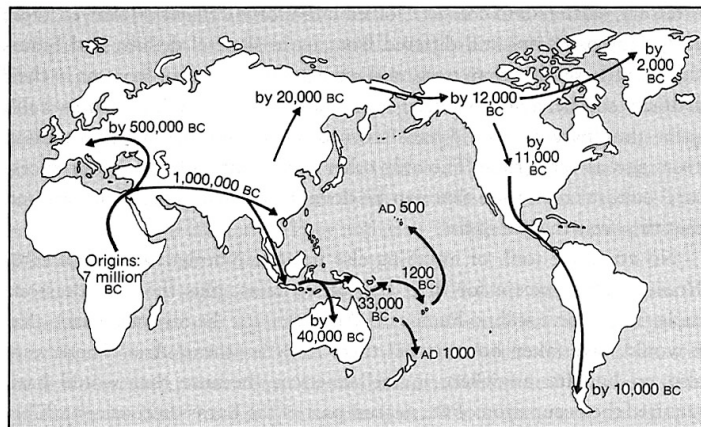 by
2,000
BC
by 20,000 BC
by 12,000
BC
by 500,000 BC
by
11,000
BC
1,000,000 BC
AD 500
Origins:
7 million
BC
1200
BC
33,000
BC
by
40,000
BC
AD 1000
by 10,000 BC